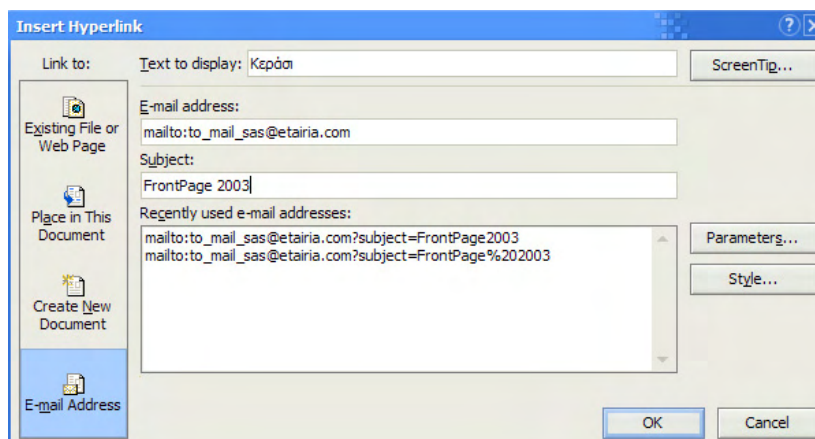 Insert Hyperlink
Link to:
Text to display: Κεράσι
ScreenTip...
Existing File or
Web Page
Place in This
Document
Create New
Document
E-mail Address
E-mail address:
mailto:to_mail_sas@etairia.com
Subject:
FrontPage 2003
Recently used e-mail addresses:
mailto:to_mail_sas@etairia.com?subject=FrontPage2003
mailto:to_mail_sas@etairia.com?subject=FrontPage%202003
Parameters...
Style...
OK
Cancel